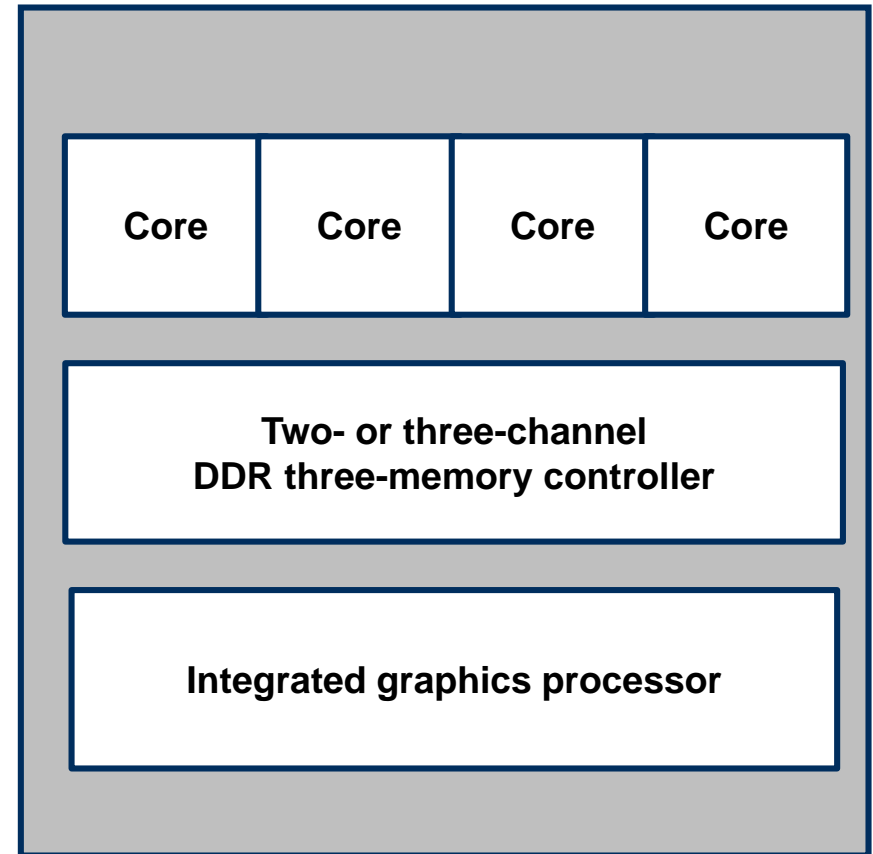 Core Core Core Core
Two- or three-channel
DDR three-memory controller
Integrated graphics processor